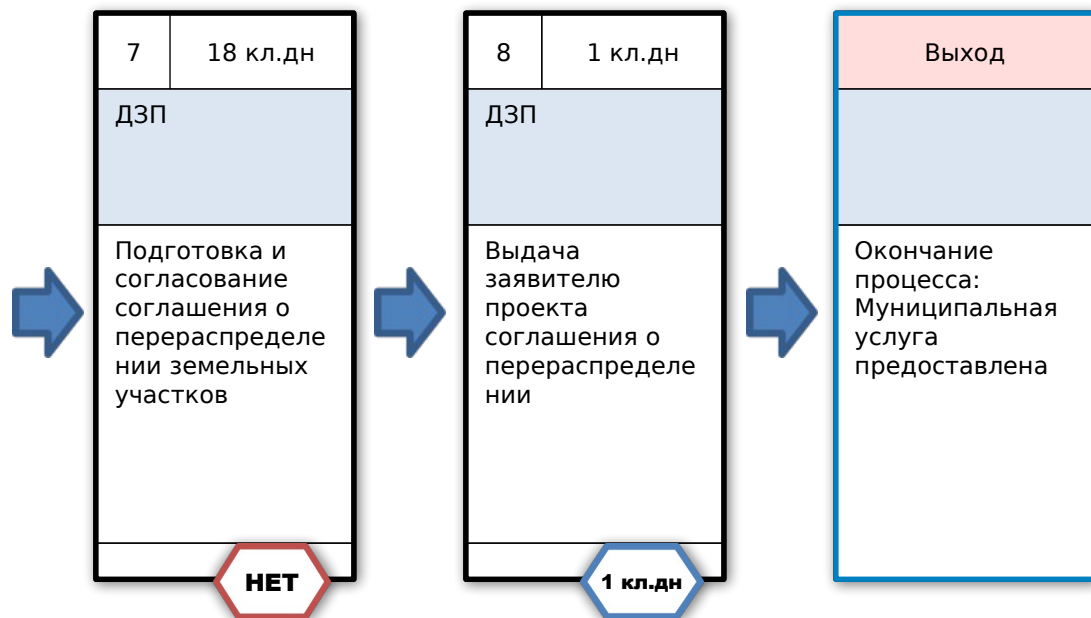 7
18 кл.дн
ДЗП
Подготовка и
согласование
соглашения о
перераспределе
нии земельных
участков
НЕТ
8
1 кл.дн
ДЗП
Выдача
заявителю
проекта
соглашения о
перераспределе
нии
1 кл.дн
Выход
Окончание
процесса:
Муниципальная
услуга
предоставлена